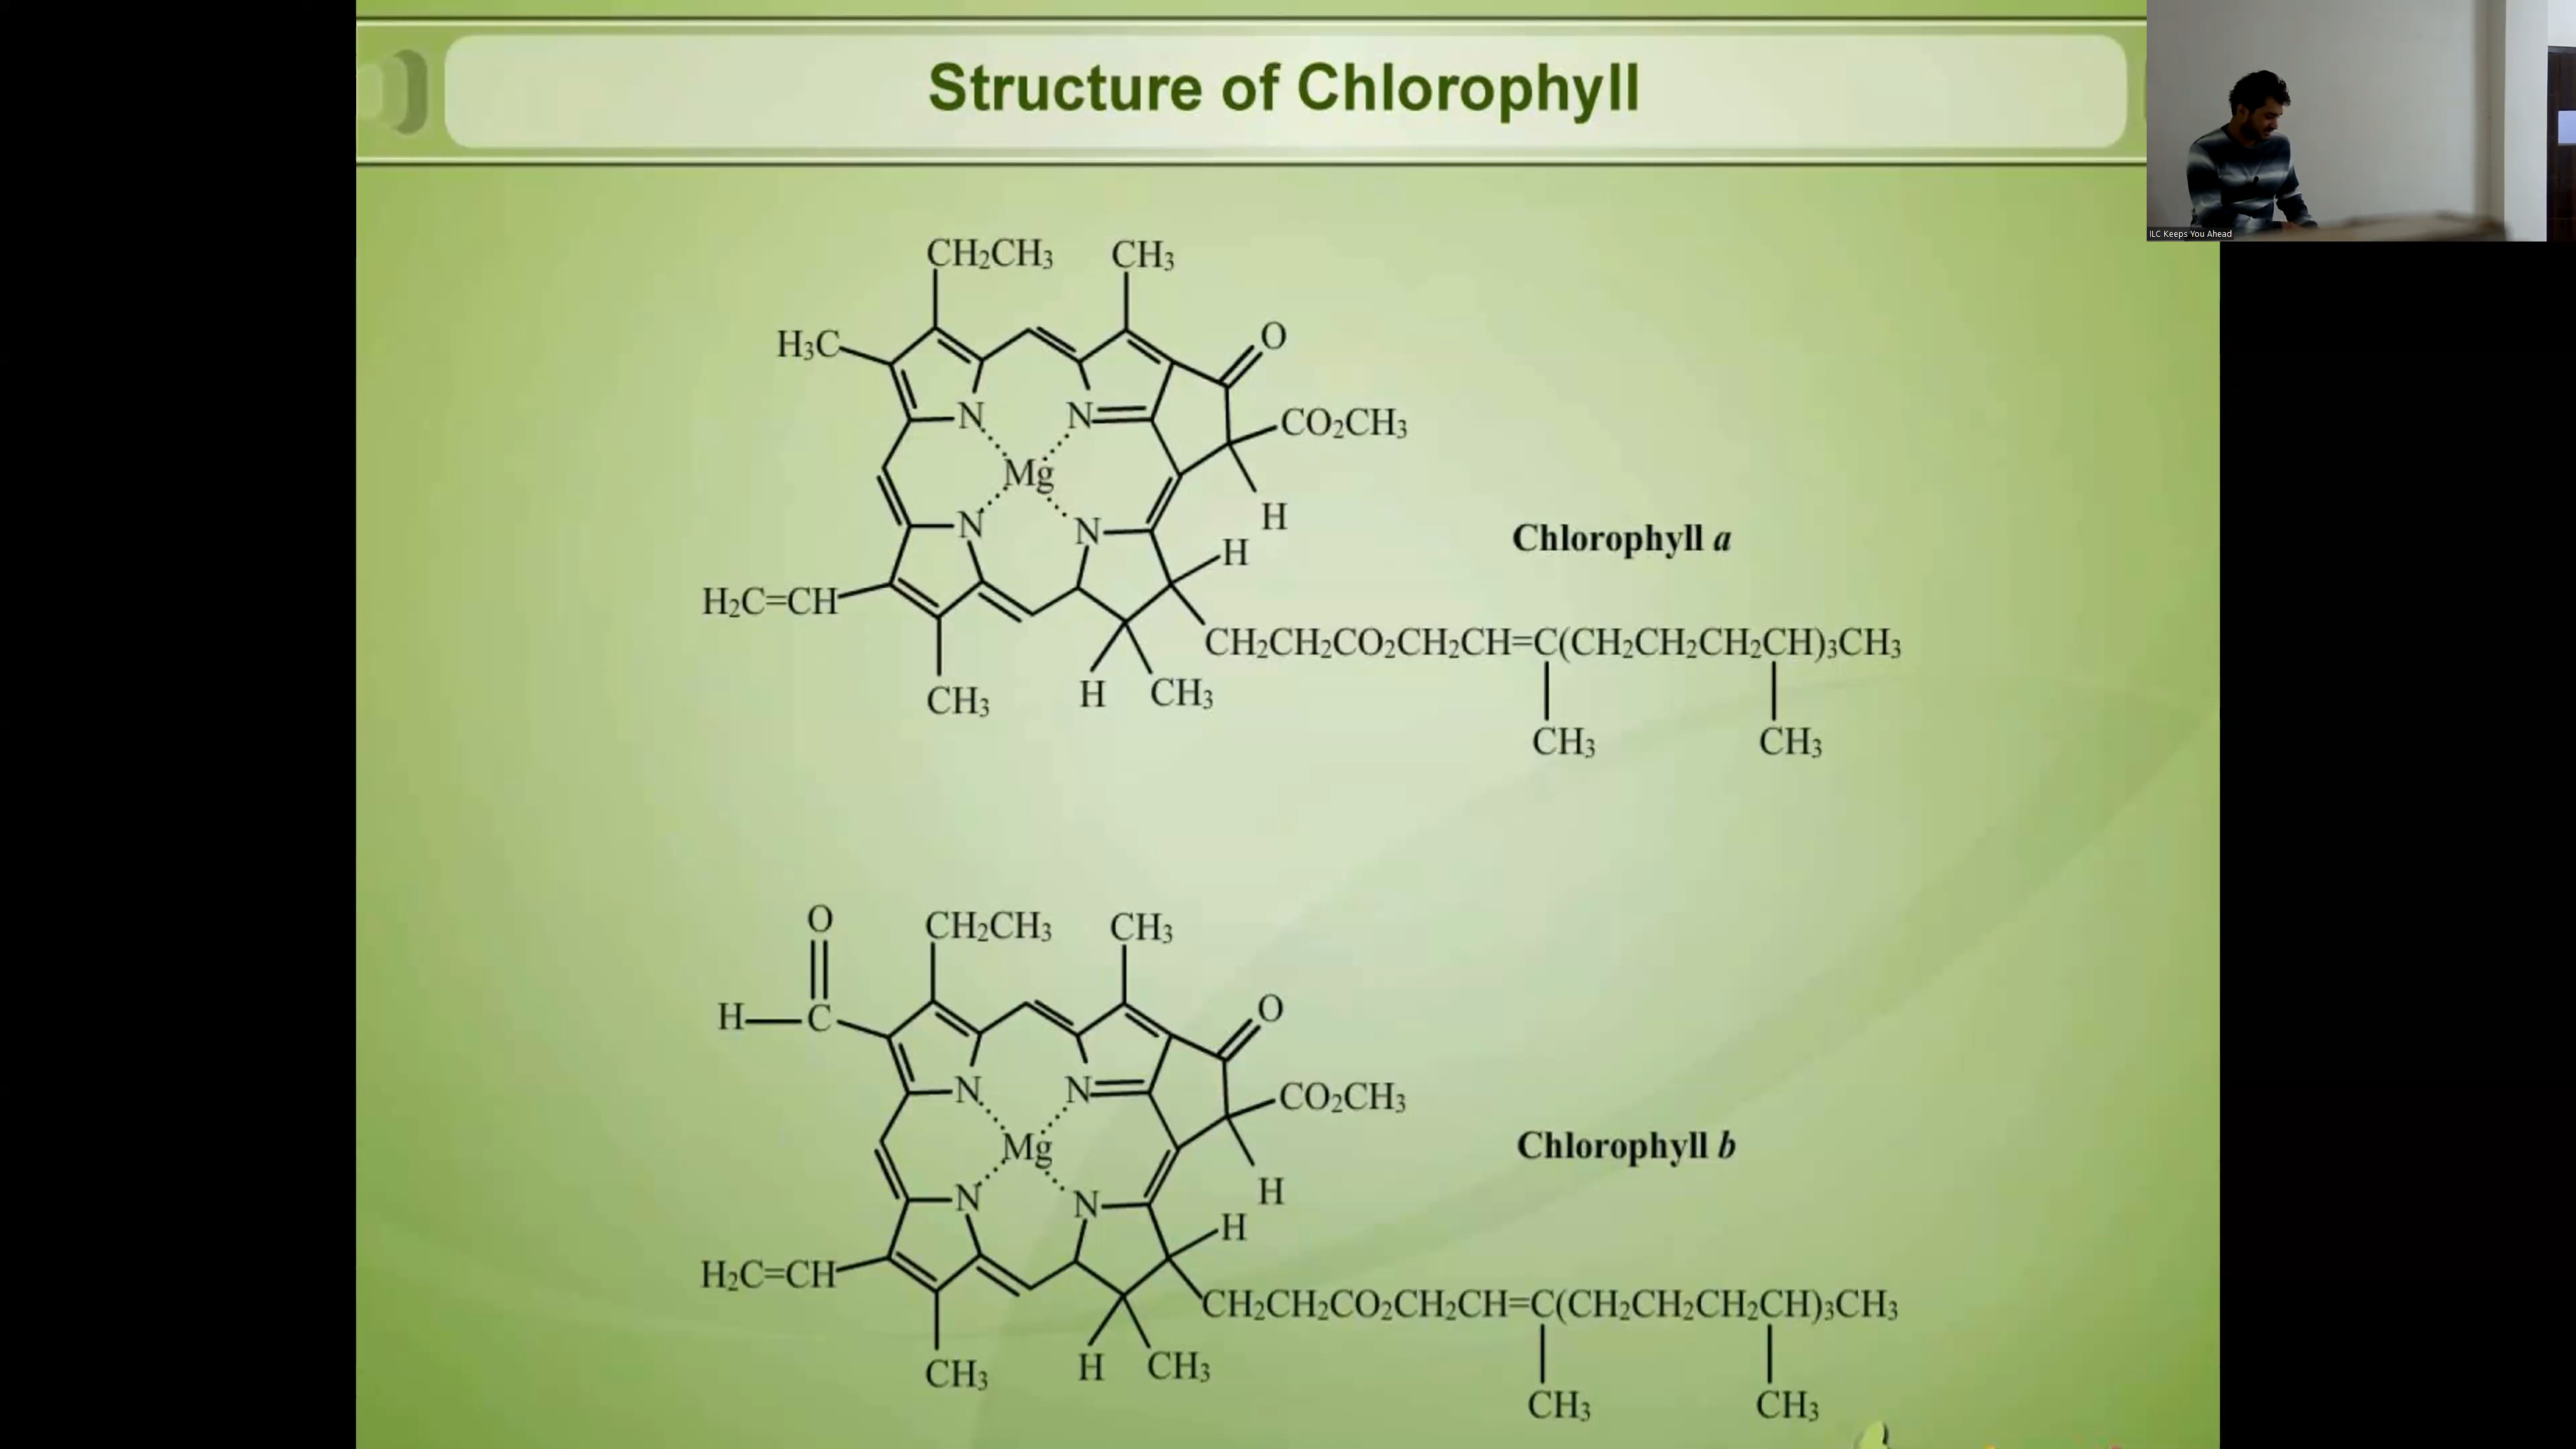 Structure of Chlorophyll
ILC Keeps You Ahead
CH₂CH₃ CH₃
H₃C O
N N CO₂CH₃
Mg
H
N N H
Chlorophyll a
H₂C=CH
CH₂CH₂CO₂CH₂CH=C(CH₂CH₂CH₂CH)₃CH₃
CH₃ H CH₃
CH₃ CH₃
O CH₂CH₃ CH₃
H C O
N N CO₂CH₃
Mg Chlorophyll b
H
N N H
H₂C=CH
CH₂CH₂CO₂CH₂CH=C(CH₂CH₂CH₂CH)₃CH₃
CH₃ H CH₃
CH₃ CH₃